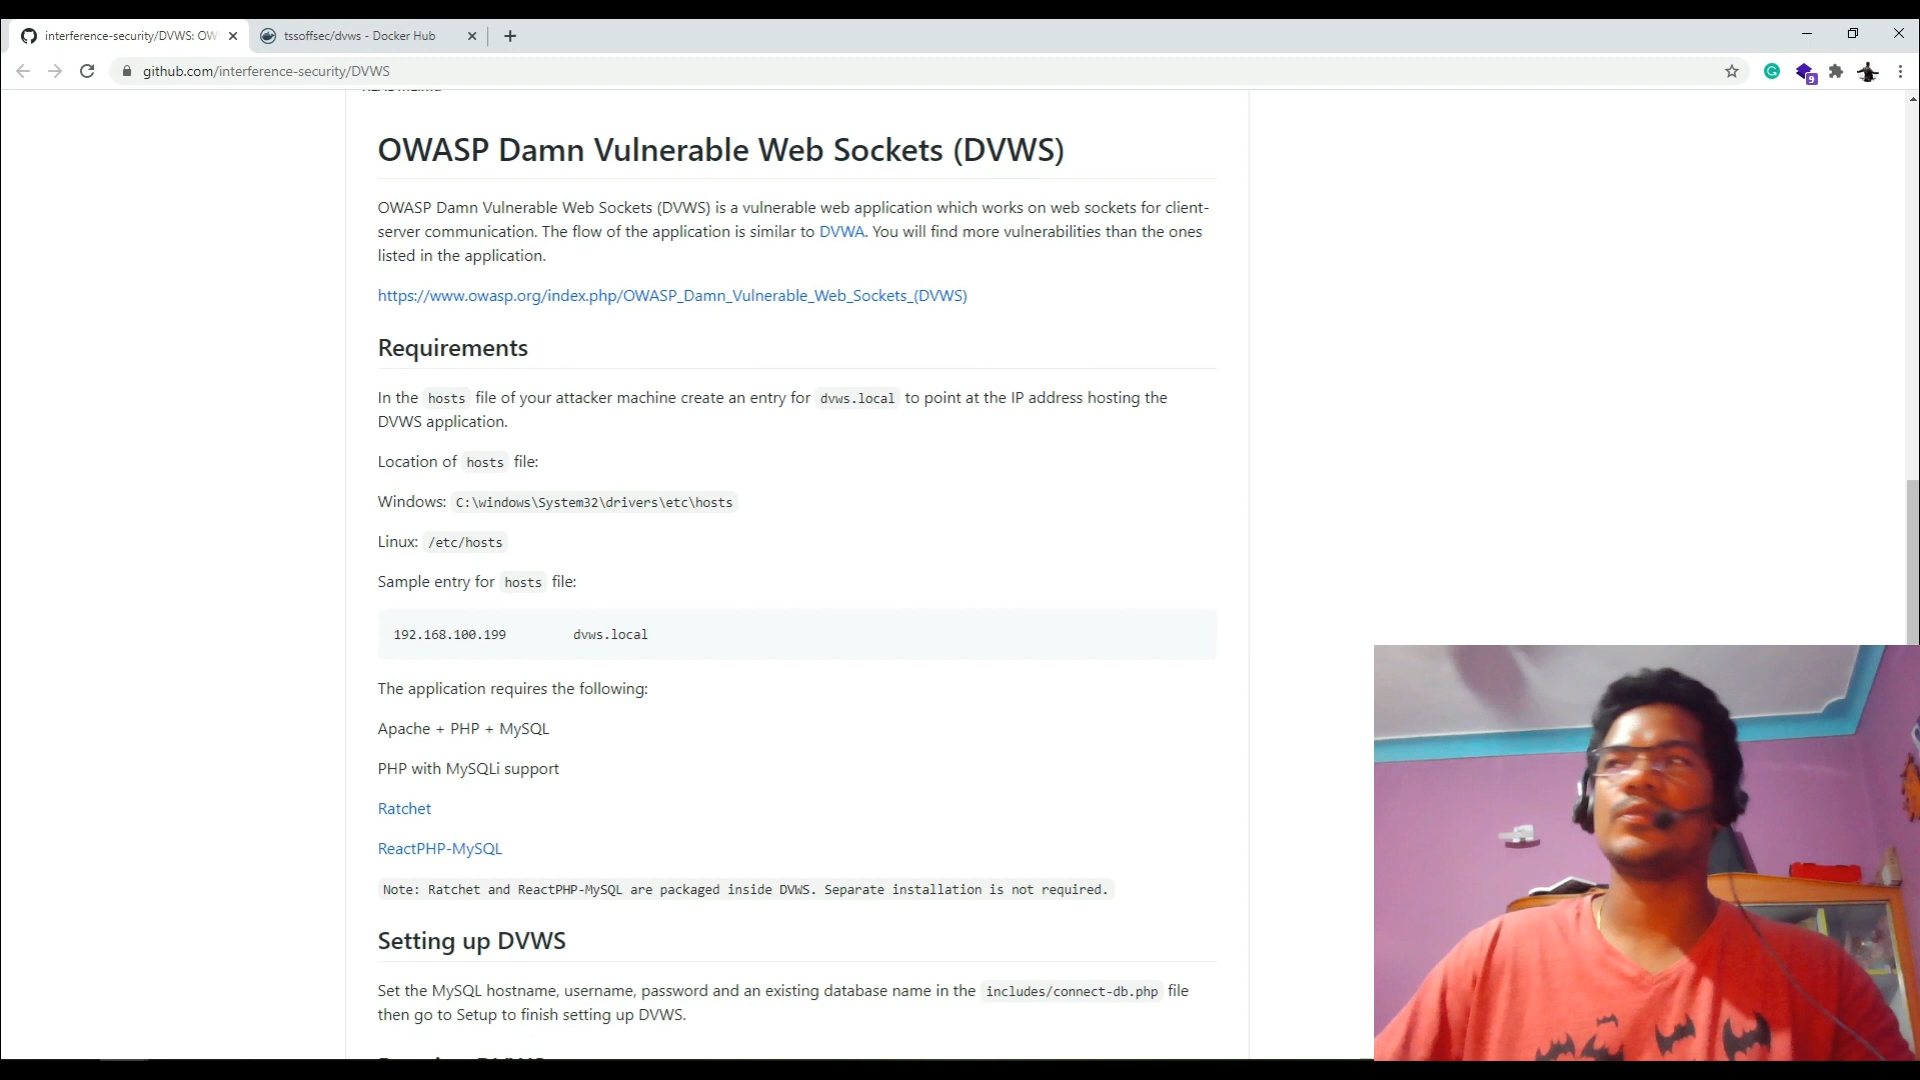 interference-security/DVWS: OW
tssoffsec/dvws - Docker Hub
github.com/interference-security/DVWS
9
OWASP Damn Vulnerable Web Sockets (DVWS)
OWASP Damn Vulnerable Web Sockets (DVWS) is a vulnerable web application which works on web sockets for client-
server communication. The flow of the application is similar to DVWA. You will find more vulnerabilities than the ones
listed in the application.
https://www.owasp.org/index.php/OWASP_Damn_Vulnerable_Web_Sockets_(DVWS)
Requirements
In the hosts file of your attacker machine create an entry for dvws.local to point at the IP address hosting the
DVWS application.
Location of hosts file:
Windows: C:\windows\System32\drivers\etc\hosts
Linux: /etc/hosts
Sample entry for hosts file:
192.168.100.199 dvws.local
The application requires the following:
Apache + PHP + MySQL
PHP with MySQLi support
Ratchet
ReactPHP-MySQL
Note: Ratchet and ReactPHP-MySQL are packaged inside DVWS. Separate installation is not required.
Setting up DVWS
Set the MySQL hostname, username, password and an existing database name in the includes/connect-db.php file
then go to Setup to finish setting up DVWS.